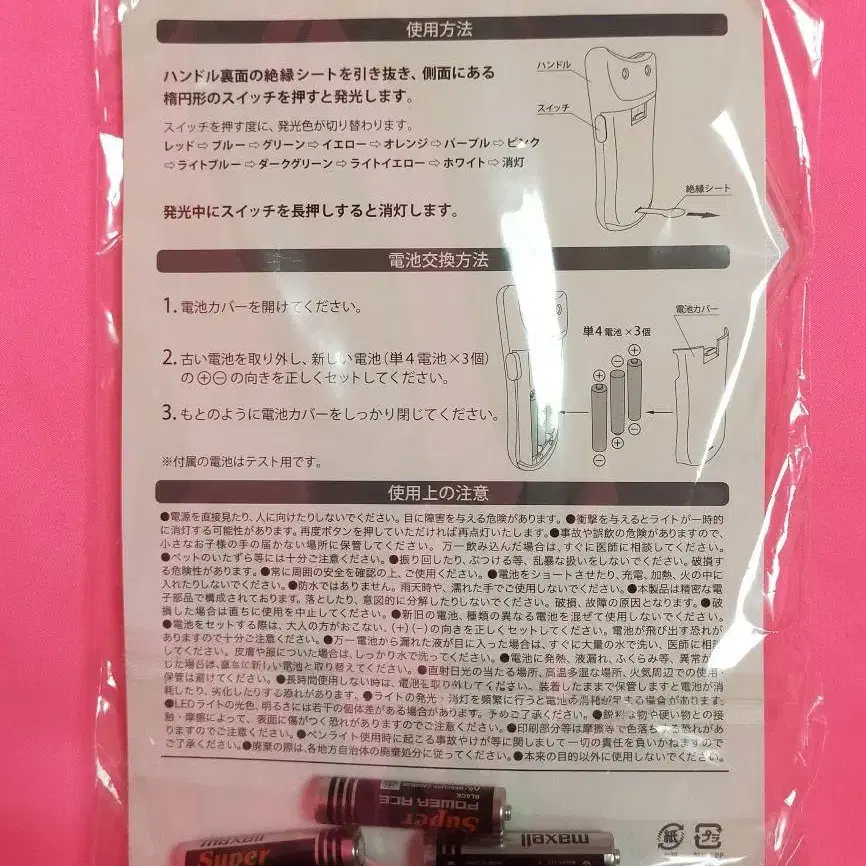 使用方法
ハンドル裏面の絶縁シートを引き抜き、側面にある
楕円形のスイッチを押すと発光します。
スイッチを押す度に、発光色が切り替わります。
レッド⇨ブルー⇨グリーン⇨イエロー⇨オレンジ⇨パープル⇨ピンク
⇨ライトブルー⇨ダークグリーン⇨ライトイエロー⇨ホワイト⇨消灯
発光中にスイッチを長押しすると消灯します。
ハンドル
スイッチ
絶縁シート
電池交換方法
1. 電池カバーを開けてください。
2. 古い電池を取り外し、新しい電池(単4電池×3個)
の⊕⊖の向きを正しくセットしてください。
3. もとのように電池カバーをしっかり閉じてください。
※付属の電池はテスト用です。
単4電池×3個
電池カバー
⊕ ⊖ ⊕
⊖ ⊕ ⊖
使用上の注意
●電源を直接見たり、人に向けたりしないでください。目に障害を与える危険があります。●衝撃を与えるとライトが一時的
に消灯する可能性があります。再度ボタンを押していただければ再点灯いたします。●事故や誤飲の危険がありますので、
小さなお子様の手の届かない場所に保管してください。万一飲み込んだ場合は、すぐに医師に相談してください。
●ペットのいたずら等には十分ご注意ください。●振り回したり、ぶつける等、乱暴な扱いをしないでください。破損す
る危険性があります。●常に周囲の安全を確認の上、ご使用ください。●電池をショートさせたり、充電、加熱、火の中に
入れたりしないでください。●防水ではありません。雨天時や、濡れた手でご使用しないでください。●本製品は精密な電
子部品で構成されております。落としたり、意図的に分解したりしないでください。破損、故障の原因となります。●破
損した場合は直ちに使用を中止してください。●新旧の電池、種類の異なる電池を混ぜて使用しないでください。
●電池をセットする際は、大人の方がおこない、(+)(−)の向きを正しくセットしてください。電池が飛び出す恐れが
ありますので十分ご注意ください。●万一電池から漏れた液が目に入った場合は、すぐに大量の水で洗い、医師に相談
してください。皮膚や服についた場合は、しっかり水で洗ってください。●電池に発熱、液漏れ、ふくらみ等、異常が
じた場合は、直ちに新しい電池と取り替えてください。●直射日光の当たる場所、高温多湿な場所、火気周辺での使用・
保管は避けてください。●長時間使用しない時は、電池を取り外してください。装着したままで保管しますと電池が消
耗したり、劣化したりする恐れがあります。●ライトの発光・消灯を頻繁に行うと電池の消耗が早まる場合があります。
●LEDライトの光色、明るさには若干の個体差がある場合があります。予めご了承ください。●鋭利な物や硬い物との接
触・摩擦によって、表面に傷がつく恐れがありますのでご注意ください。●印刷部分等は摩擦等で色落ちする恐れがあ
りますのでご注意ください。●ペンライト使用時に起こる事故やけが等に関しまして一切の責任を負いかねますので
ご了承ください。●廃棄の際は、各地方自治体の廃棄処分に従ってください。●本来の目的以外に使用しないでください。
Super
POWER ACE
BLACK
maxell
Super
maxell
紙
プラ